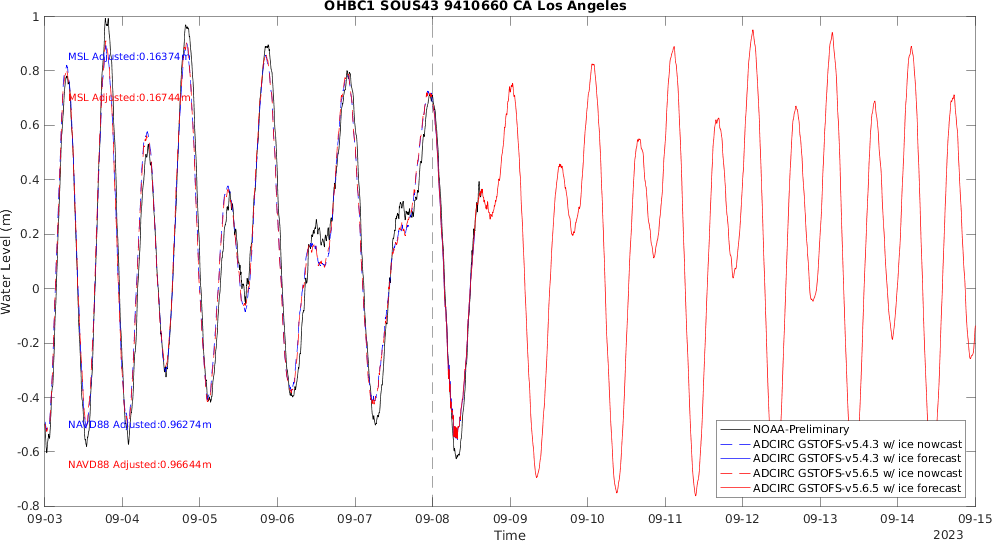 OHBC1 SOUS43 9410660 CA Los Angeles
1
0.8
0.6
0.4
0.2
0
-0.2
-0.4
-0.6
-0.8
Water Level (m)
MSL Adjusted:0.16374m
MSL Adjusted:0.16744m
NAVD88 Adjusted:0.96274m
NAVD88 Adjusted:0.96644m
NOAA-Preliminary
ADCIRC GSTOFS-v5.4.3 w/ ice nowcast
ADCIRC GSTOFS-v5.4.3 w/ ice forecast
ADCIRC GSTOFS-v5.6.5 w/ ice nowcast
ADCIRC GSTOFS-v5.6.5 w/ ice forecast
09-03 09-04 09-05 09-06 09-07 09-08 09-09 09-10 09-11 09-12 09-13 09-14 09-15
Time
2023